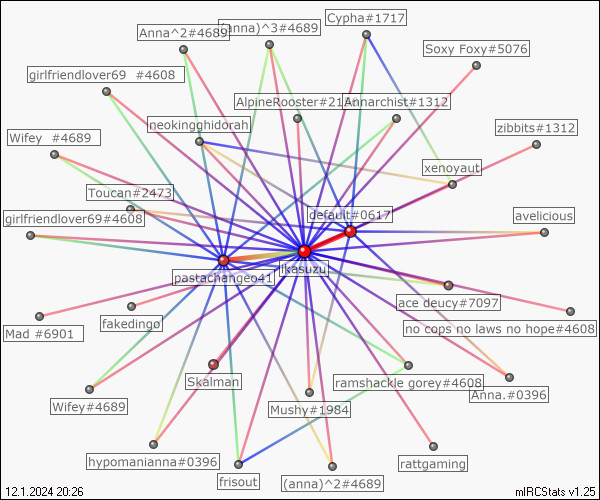 Cypha#1717
Anna^2#4689
(anna)^3#4689
Soxy Foxy#5076
girlfriendlover69 #4608
AlpineRooster#21
Annarchist#1312
neokingghidorah
zibbits#1312
Wifey #4689
xenoyaut
Toucan#2473
default#0617
girlfriendlover69#4608
avelicious
pastachangeo41
ikasuzu
ace deucy#7097
fakedingo
no cops no laws no hope#4608
Mad #6901
Skalman
ramshackle gorey#4608
Anna.#0396
Wifey#4689
Mushy#1984
hypomanianna#0396
rattgaming
frisout
(anna)^2#4689
12.1.2024 20:26
mIRCStats v1.25